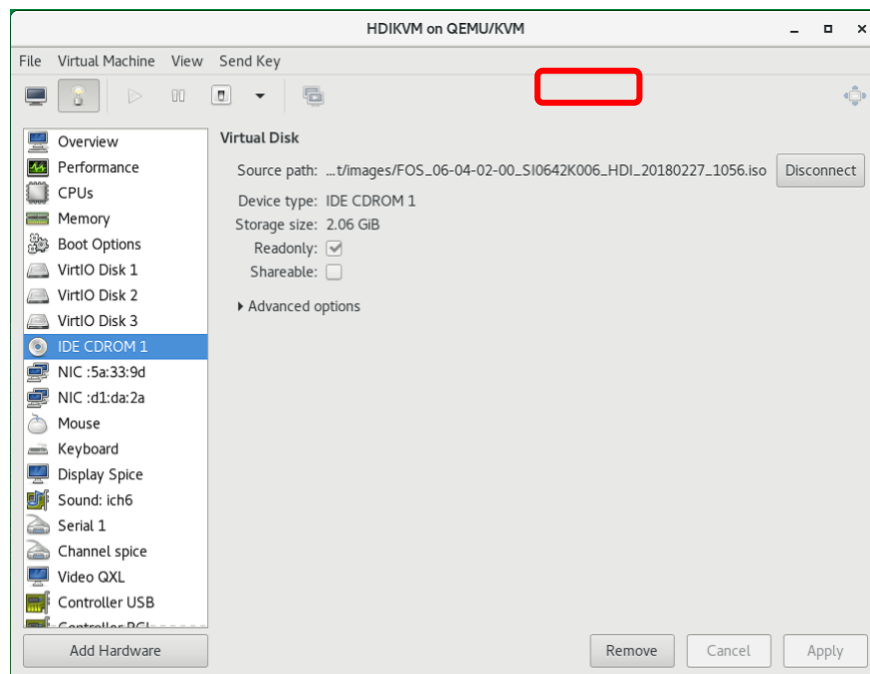 HDIKVM on QEMU/KVM
File Virtual Machine View Send Key
Overview
Performance
CPUs
Memory
Boot Options
VirtIO Disk 1
VirtIO Disk 2
VirtIO Disk 3
IDE CDROM 1
NIC :5a:33:9d
NIC :d1:da:2a
Mouse
Keyboard
Display Spice
Sound: ich6
Serial 1
Channel spice
Video QXL
Controller USB
Controller PCI
Add Hardware
Virtual Disk
Source path: ...t/images/FOS_06-04-02-00_SI0642K006_HDI_20180227_1056.iso Disconnect
Device type: IDE CDROM 1
Storage size: 2.06 GiB
Readonly:
Shareable:
Advanced options
Remove Cancel Apply